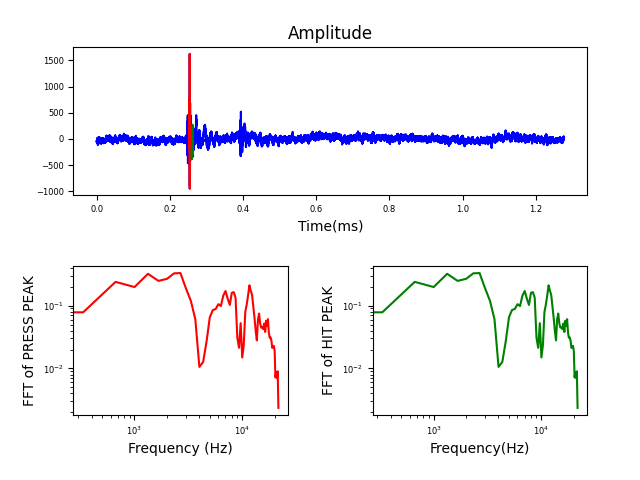 Amplitude
1500
1000
500
0
−500
−1000
0.0 0.2 0.4 0.6 0.8 1.0 1.2
Time(ms)
FFT of PRESS PEAK
10⁻¹
10⁻²
10³ 10⁴
Frequency (Hz)
FFT of HIT PEAK
10⁻¹
10⁻²
10³ 10⁴
Frequency(Hz)